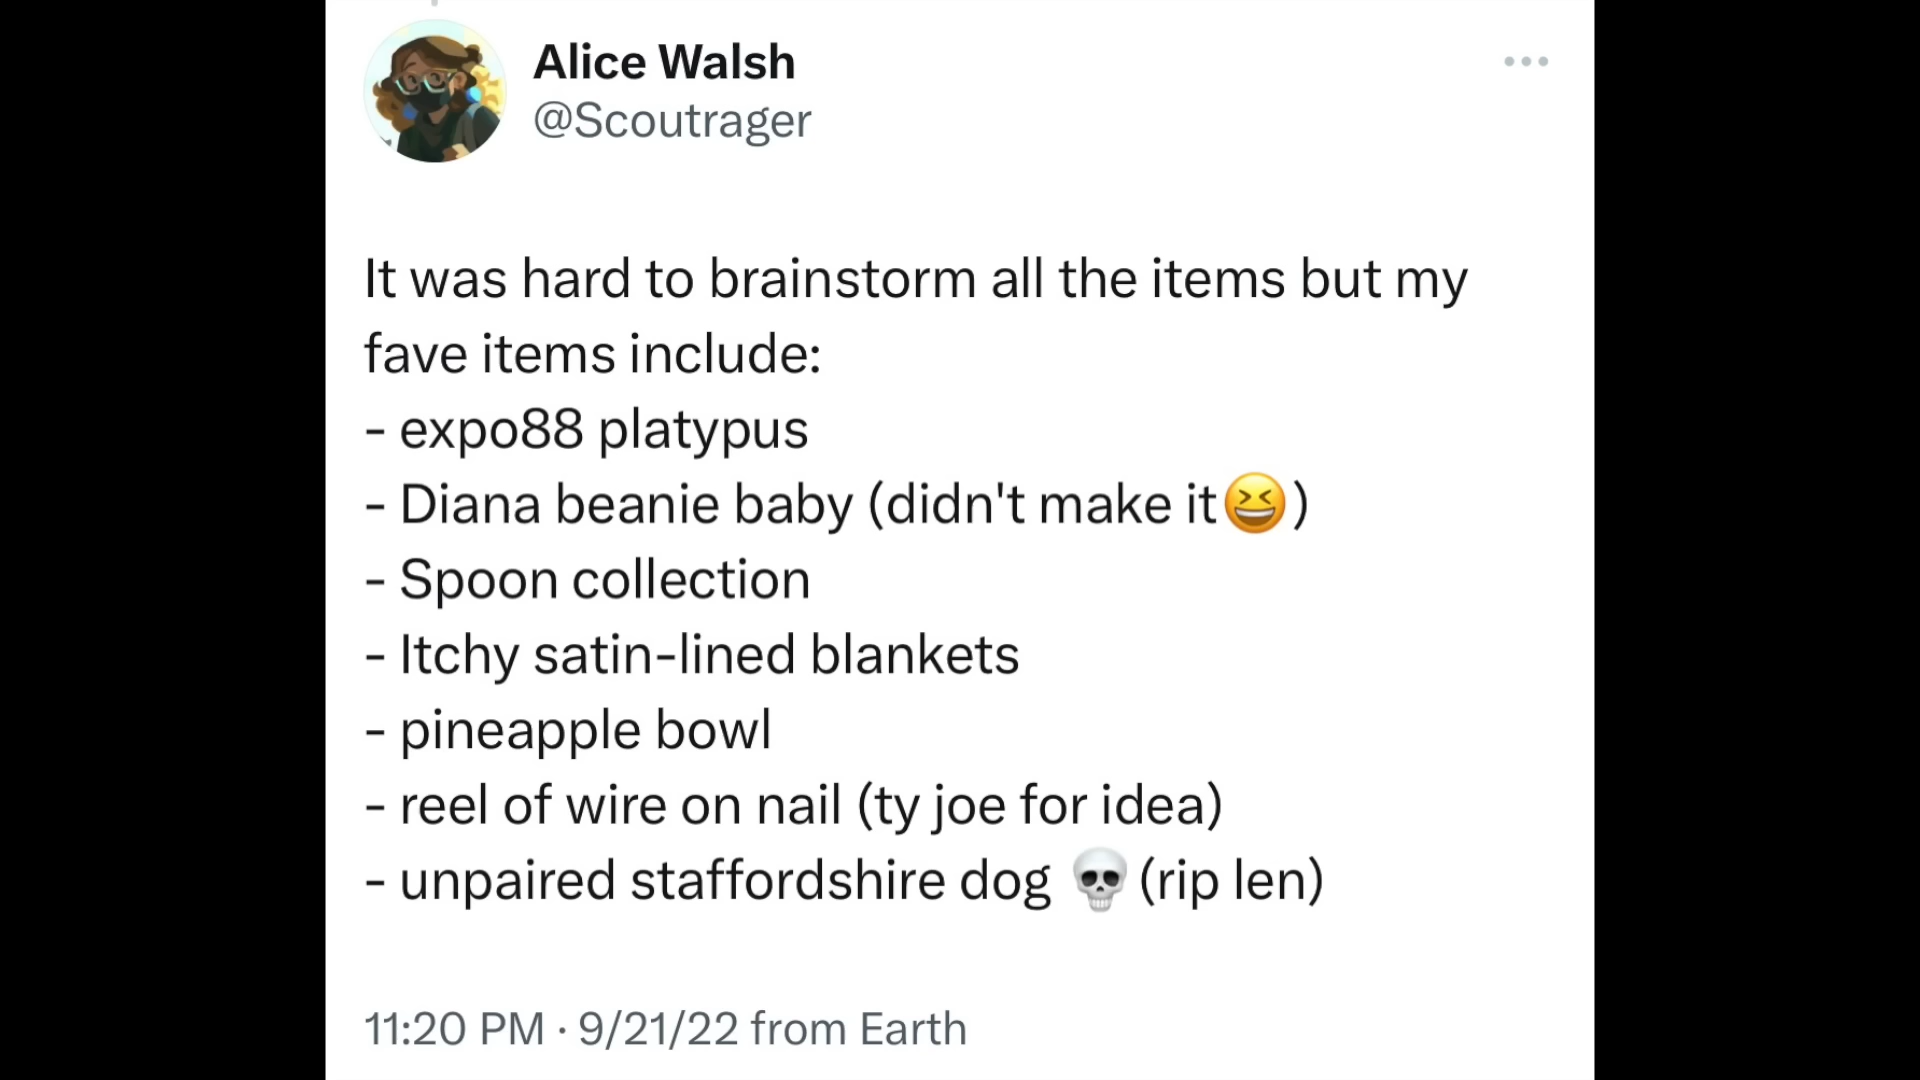 Alice Walsh
@Scoutrager
It was hard to brainstorm all the items but my
fave items include:
- expo88 platypus
- Diana beanie baby (didn't make it😆)
- Spoon collection
- Itchy satin-lined blankets
- pineapple bowl
- reel of wire on nail (ty joe for idea)
- unpaired staffordshire dog 💀(rip len)
11:20 PM · 9/21/22 from Earth